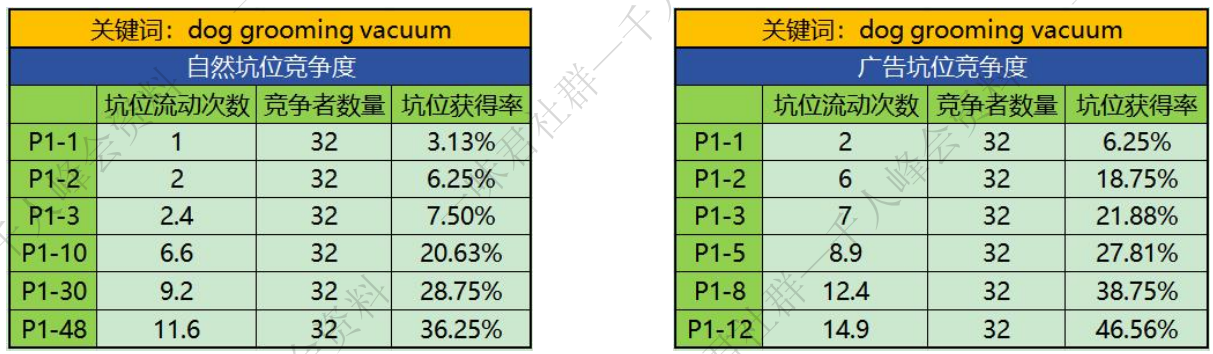 关键词：dog grooming vacuum
自然坑位竞争度
坑位流动次数 竞争者数量 坑位获得率
P1-1 1 32 3.13%
P1-2 2 32 6.25%
P1-3 2.4 32 7.50%
P1-10 6.6 32 20.63%
P1-30 9.2 32 28.75%
P1-48 11.6 32 36.25%
关键词：dog grooming vacuum
广告坑位竞争度
坑位流动次数 竞争者数量 坑位获得率
P1-1 2 32 6.25%
P1-2 6 32 18.75%
P1-3 7 32 21.88%
P1-5 8.9 32 27.81%
P1-8 12.4 32 38.75%
P1-12 14.9 32 46.56%